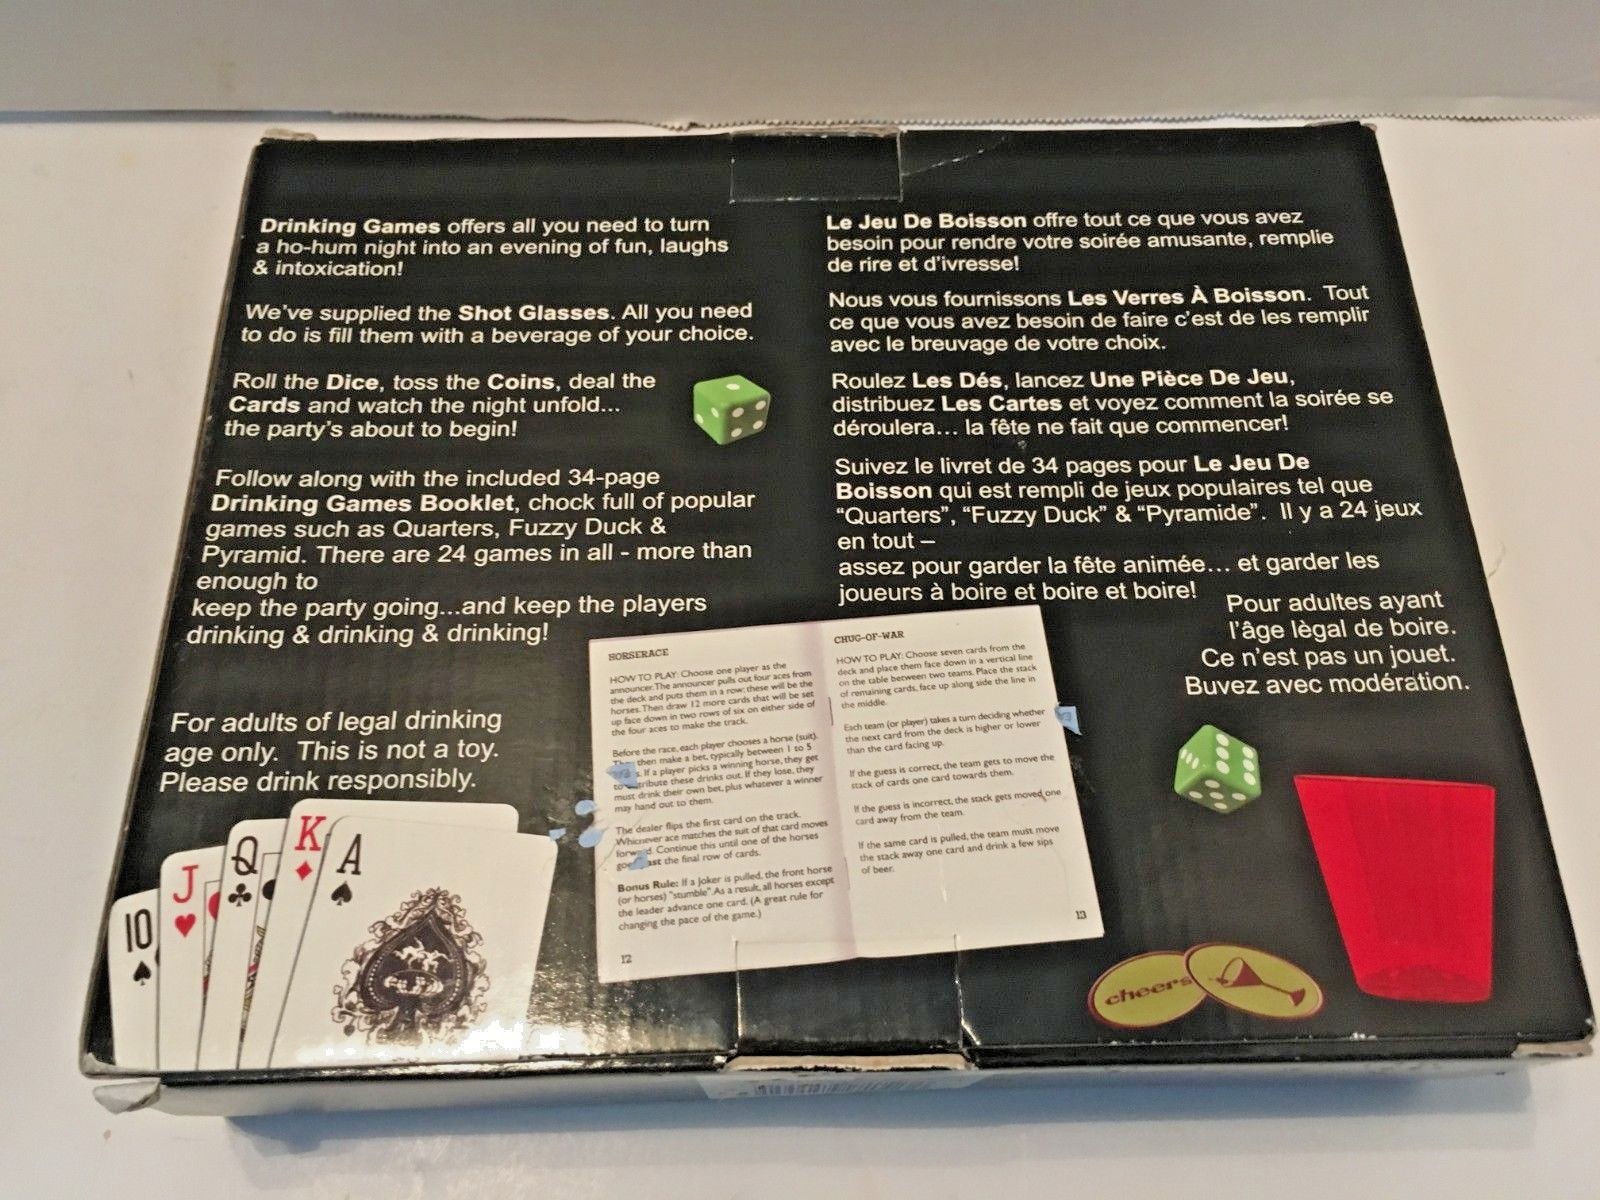 Drinking Games offers all you need to turn
a ho-hum night into an evening of fun, laughs
& intoxication!
We've supplied the Shot Glasses. All you need
to do is fill them with a beverage of your choice.
Roll the Dice, toss the Coins, deal the
Cards and watch the night unfold...
the party's about to begin!
Follow along with the included 34-page
Drinking Games Booklet, chock full of popular
games such as Quarters, Fuzzy Duck &
Pyramid. There are 24 games in all - more than
enough to
keep the party going...and keep the players
drinking & drinking & drinking!
For adults of legal drinking
age only. This is not a toy.
Please drink responsibly.
Le Jeu De Boisson offre tout ce que vous avez
besoin pour rendre votre soirée amusante, remplie
de rire et d'ivresse!
Nous vous fournissons Les Verres À Boisson. Tout
ce que vous avez besoin de faire c'est de les remplir
avec le breuvage de votre choix.
Roulez Les Dés, lancez Une Pièce De Jeu,
distribuez Les Cartes et voyez comment la soirée se
déroulera... la fête ne fait que commencer!
Suivez le livret de 34 pages pour Le Jeu De
Boisson qui est rempli de jeux populaires tel que
"Quarters", "Fuzzy Duck" & "Pyramide". Il y a 24 jeux
en tout –
assez pour garder la fête animée... et garder les
joueurs à boire et boire et boire!
Pour adultes ayant
l'âge lègal de boire.
Ce n'est pas un jouet.
Buvez avec modération.
HORSERACE
HOW TO PLAY: Choose one player as the
announcer. The announcer pulls out four aces from
the deck and puts them in a row; these will be the
horses. Then draw 12 more cards that will be set
up face down in two rows of six on either side of
the four aces to make the track.
Before the race, each player chooses a horse (suit).
then make a bet, typically between 1 to 5
If a player picks a winning horse, they get
to these drinks out. If they lose, they
must drink their own bet, plus whatever a winner
may hand out to them.
The dealer flips the first card on the track.
Whichever ace matches the suit of that card moves
forward. Continue this until one of the horses
the final row of cards.
Bonus Rule: If a Joker is pulled, the front horse
(or horses) "stumble". As a result, all horses except
the leader advance one card. (A great rule for
changing the pace of the game.)
12
CHUG-OF-WAR
HOW TO PLAY: Choose seven cards from the
deck and place them face down in a vertical line
on the table between two teams. Place the stack
of remaining cards, face up along side the line in
the middle.
Each team (or player) takes a turn deciding whether
the next card from the deck is higher or lower
than the card facing up.
If the guess is correct, the team gets to move the
stack of cards one card towards them.
If the guess is incorrect, the stack gets moved one
card away from the team.
If the same card is pulled, the team must move
the stack away one card and drink a few sips
of beer.
13
10
J
Q
K
A
cheers